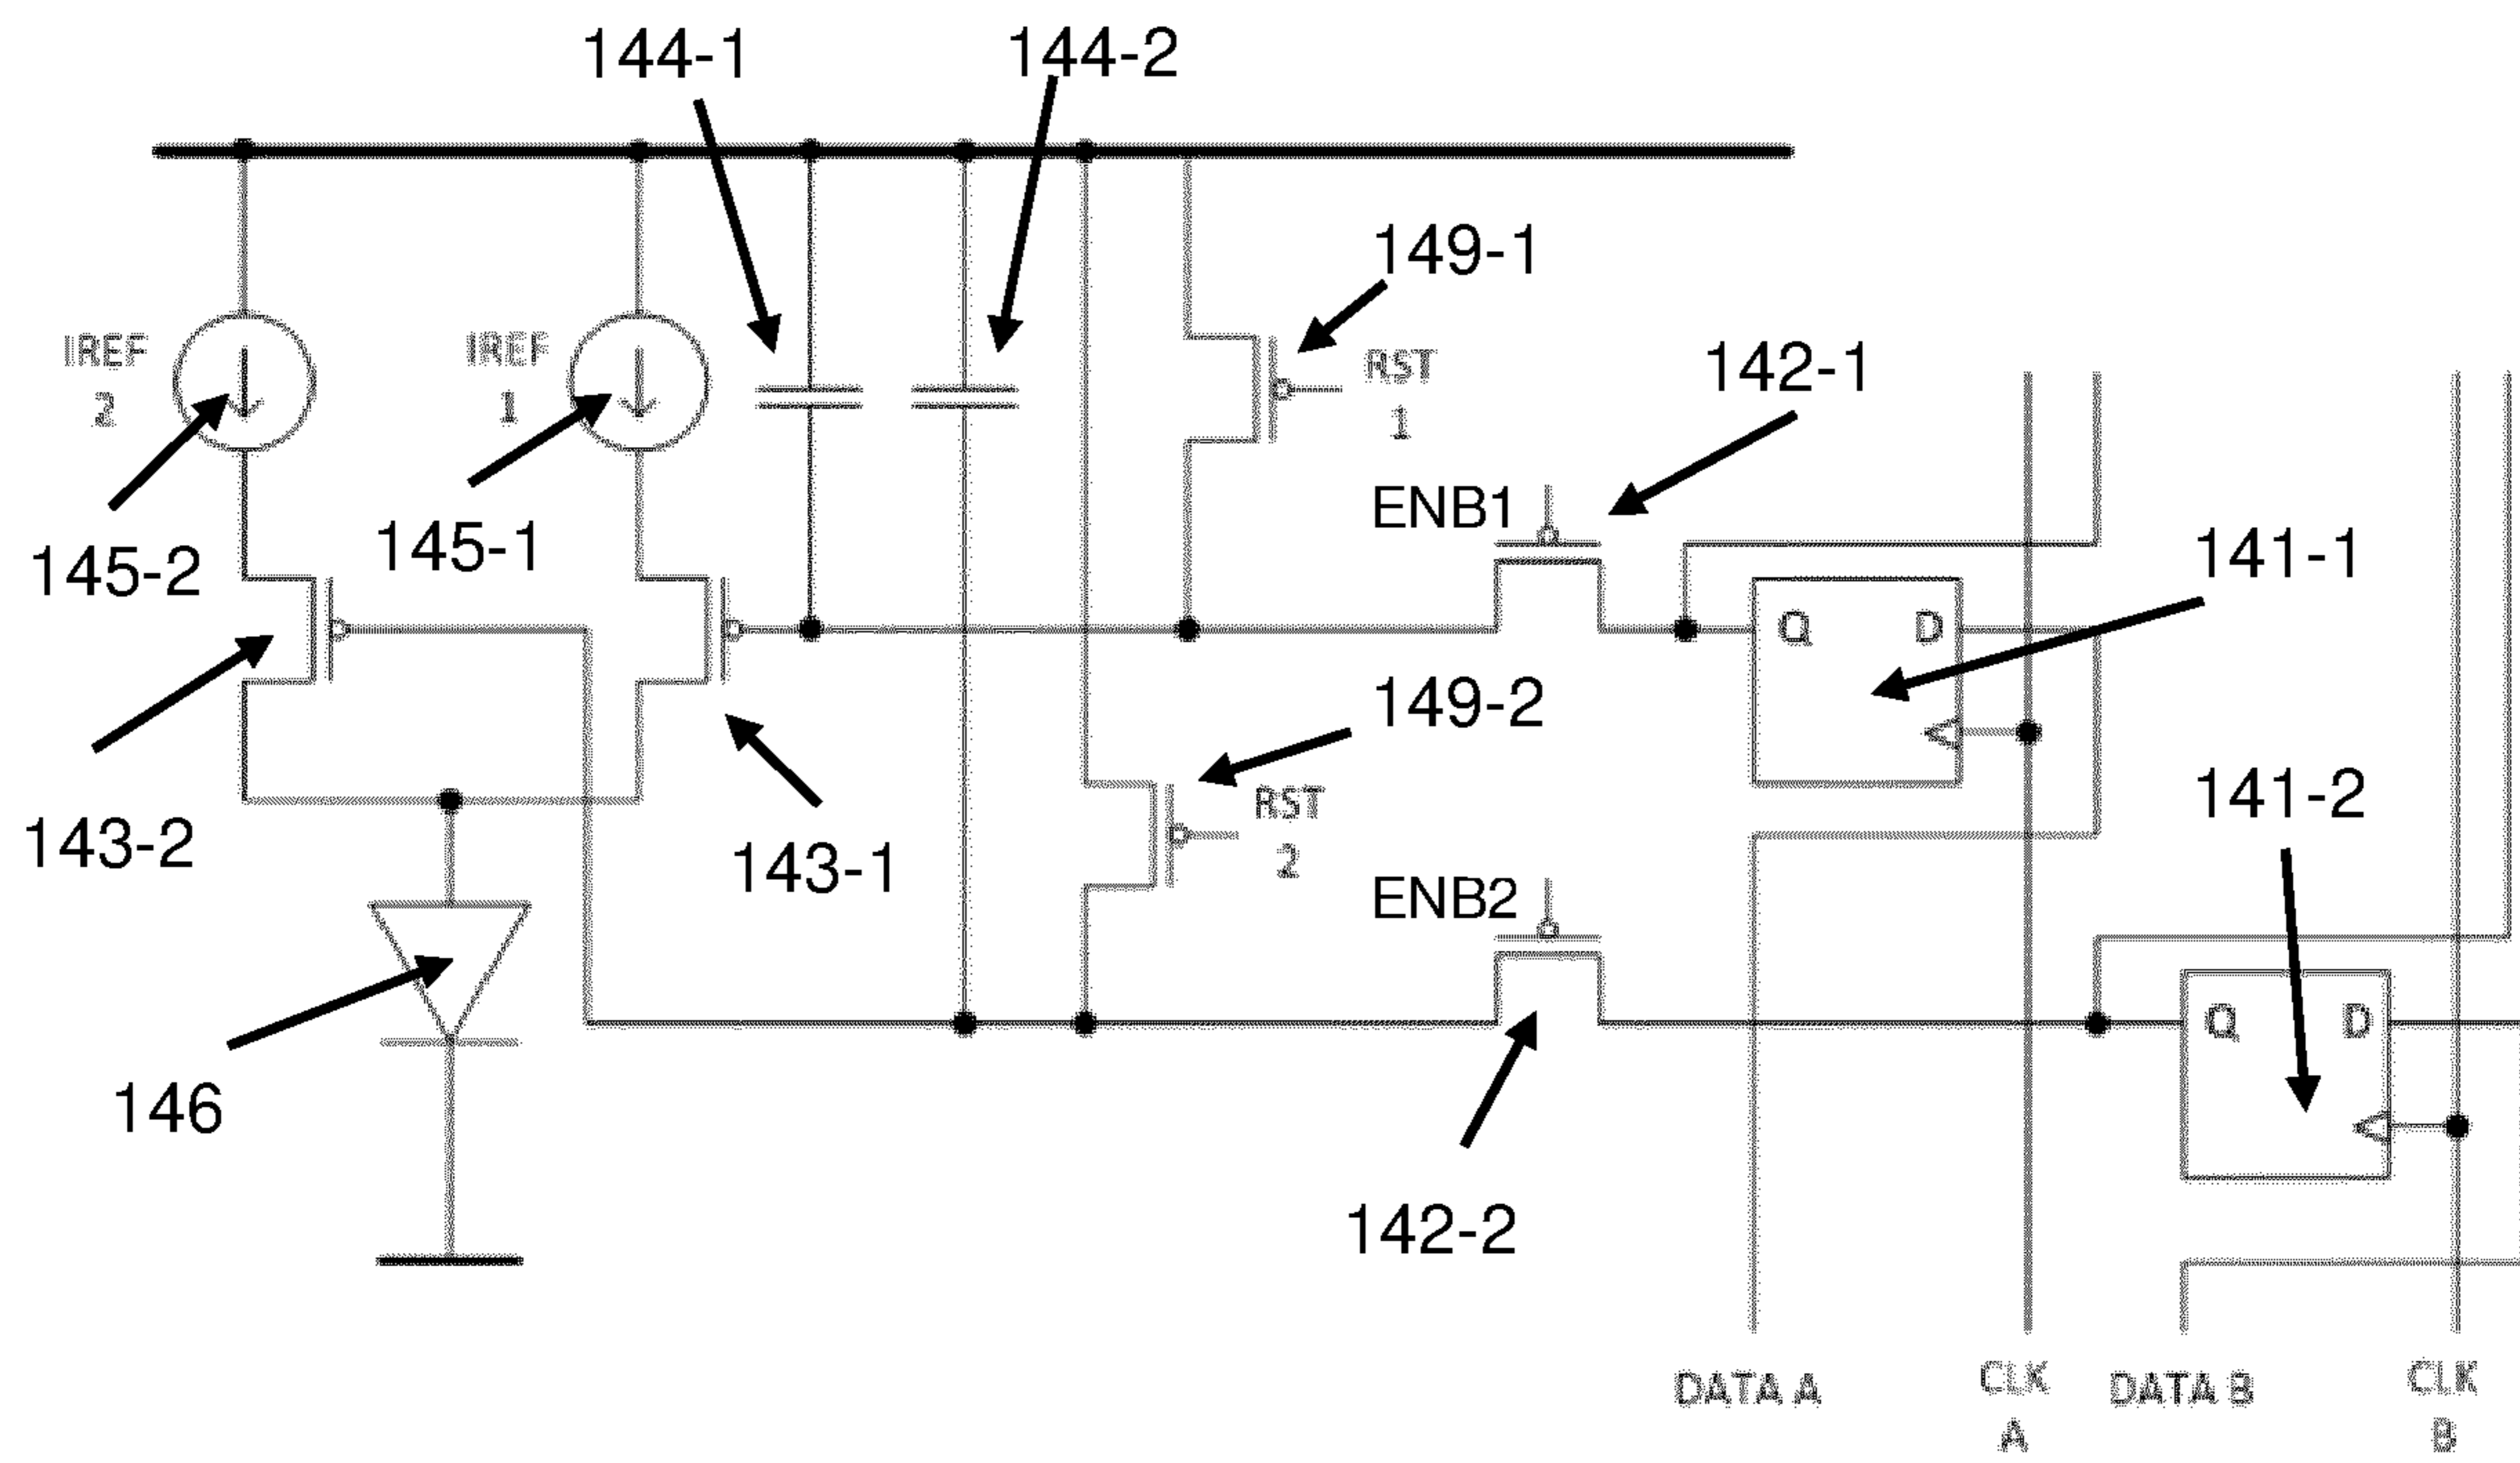 144-1
144-2
149-1
IREF
2
IREF
1
RST
1
142-1
ENB1
145-2
145-1
141-1
Q
D
149-2
RST
2
141-2
143-2
143-1
ENB2
Q
D
146
142-2
DATA A
CLK
A
DATA B
CLK
B